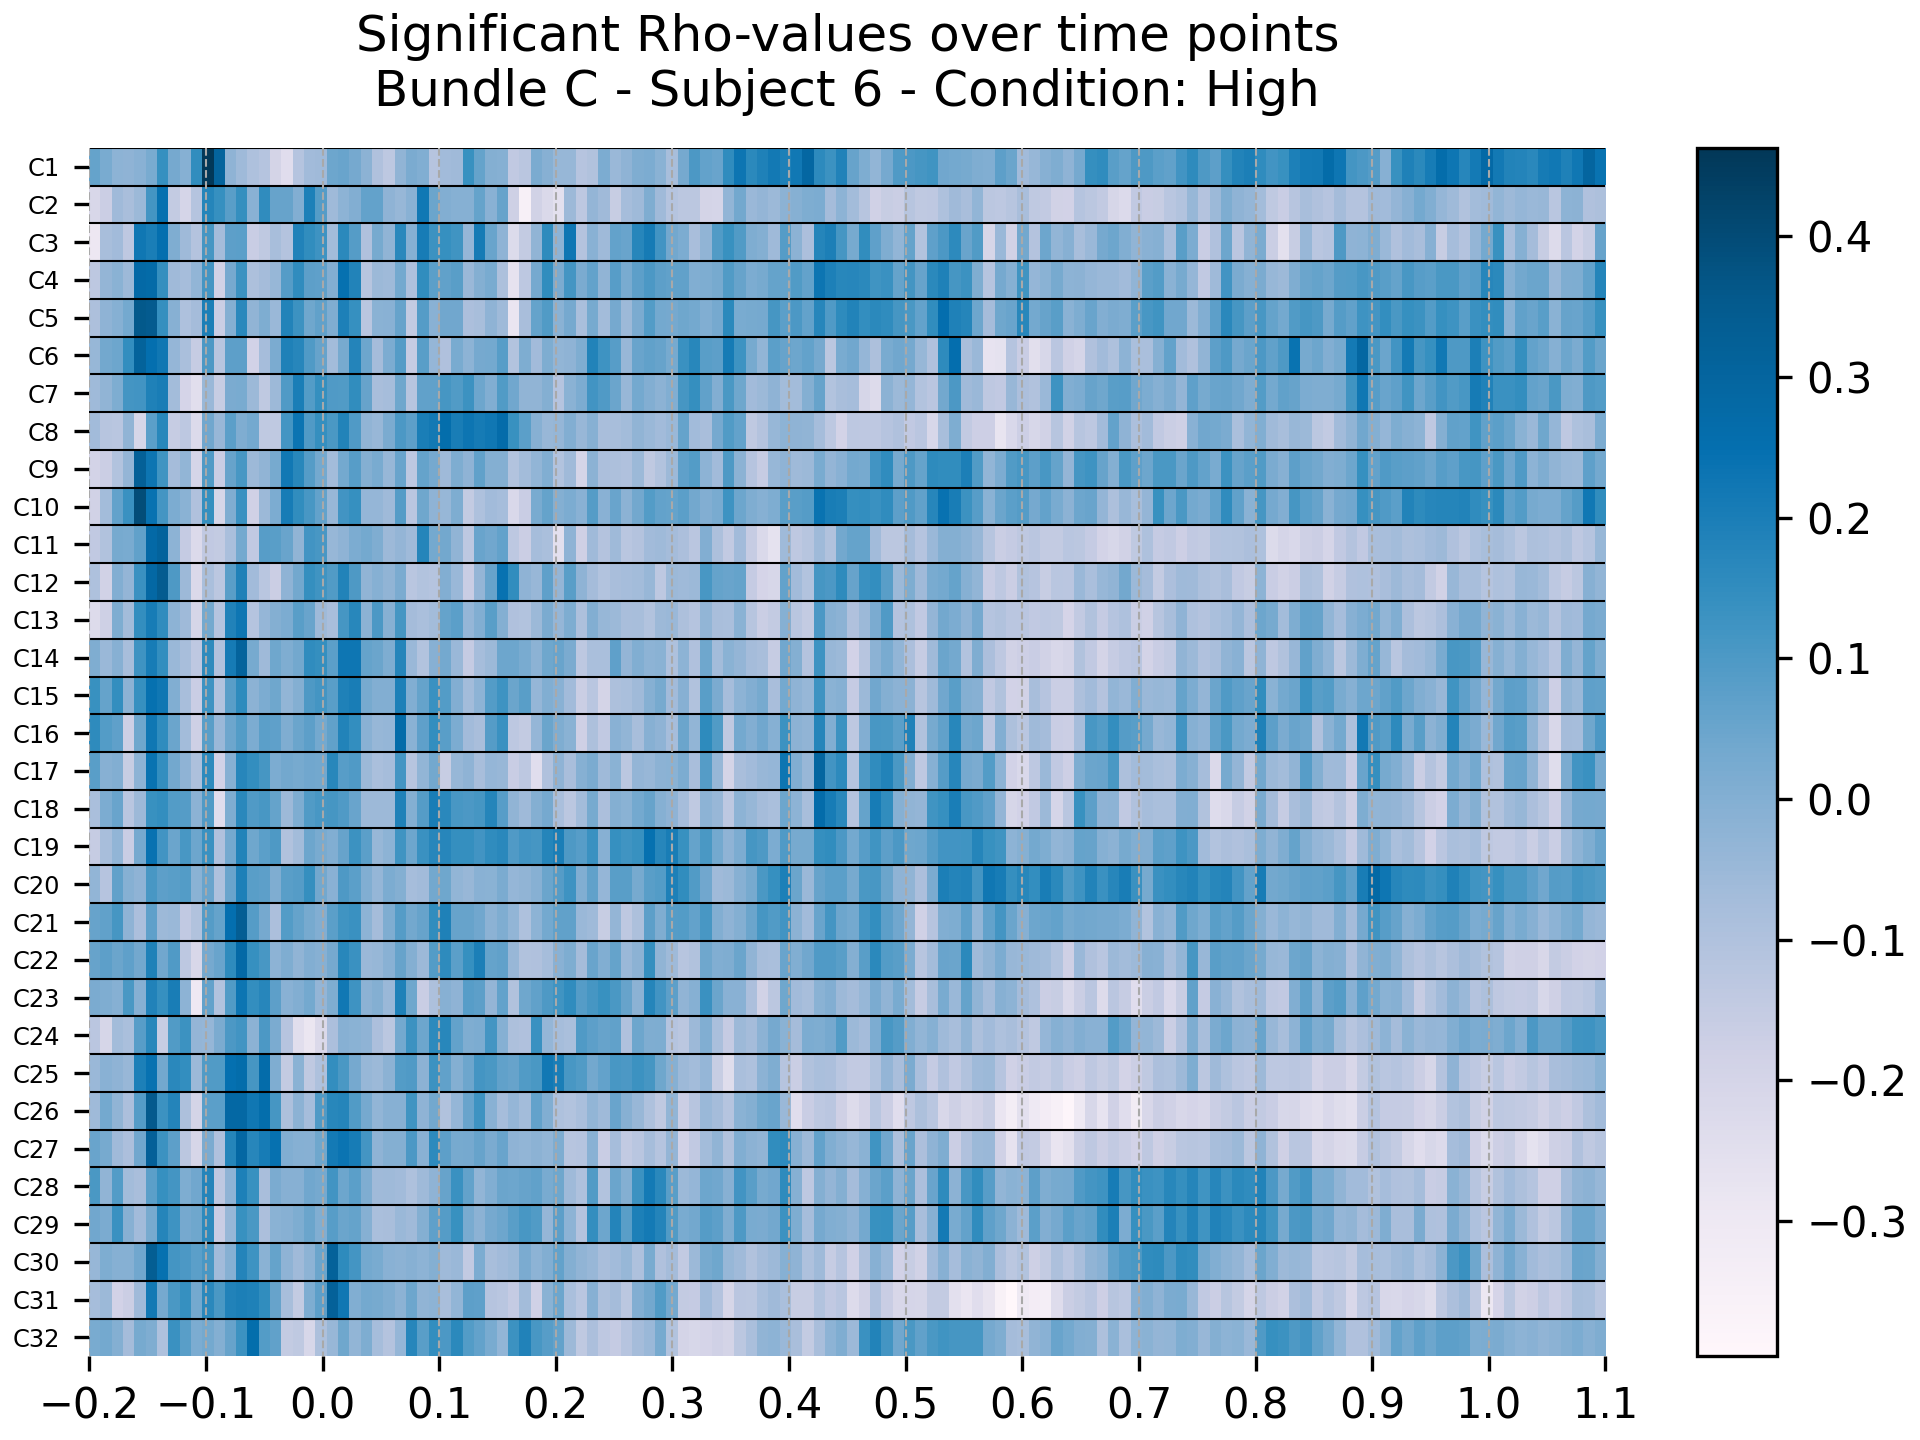 Significant Rho-values over time points
Bundle C - Subject 6 - Condition: High
C1
C2
C3
C4
C5
C6
C7
C8
C9
C10
C11
C12
C13
C14
C15
C16
C17
C18
C19
C20
C21
C22
C23
C24
C25
C26
C27
C28
C29
C30
C31
C32
−0.2 −0.1 0.0 0.1 0.2 0.3 0.4 0.5 0.6 0.7 0.8 0.9 1.0 1.1
0.4
0.3
0.2
0.1
0.0
−0.1
−0.2
−0.3